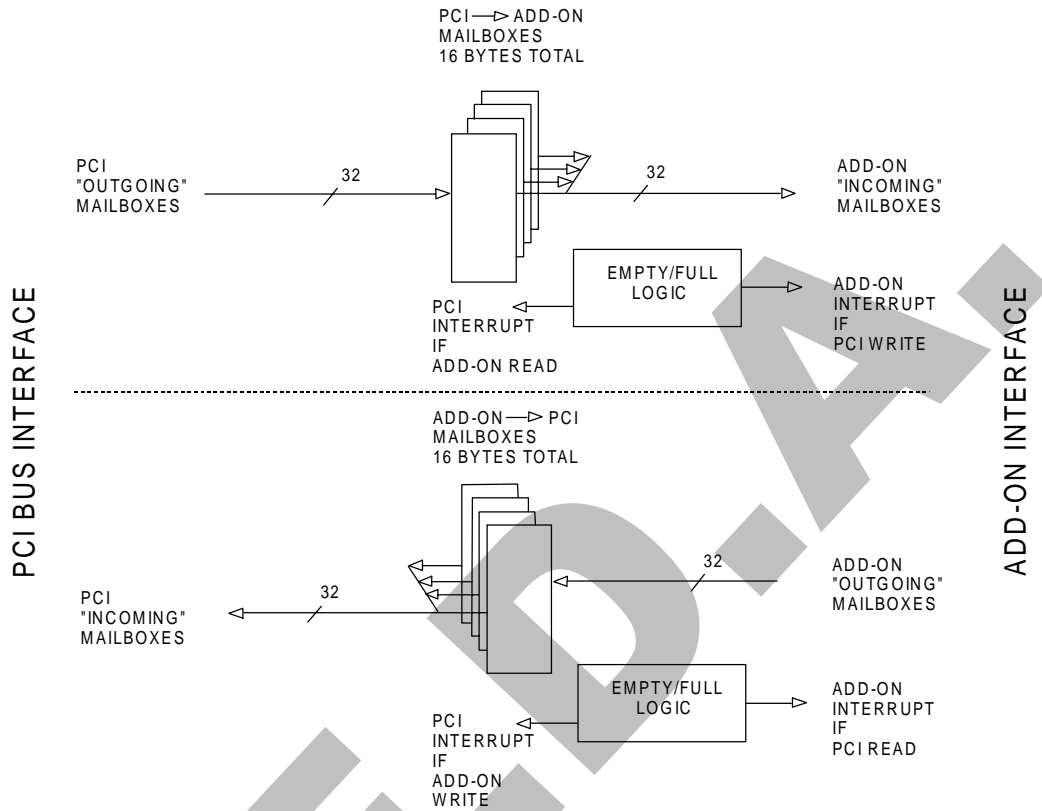 PCI ADD-ON
MAILBOXES
16 BYTES TOTAL
PCI
"OUTGOING"
MAILBOXES
32
32
ADD-ON
"INCOMING"
MAILBOXES
EMPTY/FULL
LOGIC
PCI
INTERRUPT
IF
ADD-ON READ
ADD-ON
INTERRUPT
IF
PCI WRITE
PCI BUS INTERFACE
ADD-ON INTERFACE
ADD-ON PCI
MAILBOXES
16 BYTES TOTAL
32
ADD-ON
"OUTGOING"
MAILBOXES
PCI
"INCOMING"
MAILBOXES
32
EMPTY/FULL
LOGIC
PCI
INTERRUPT
IF
ADD-ON
WRITE
ADD-ON
INTERRUPT
IF
PCI READ